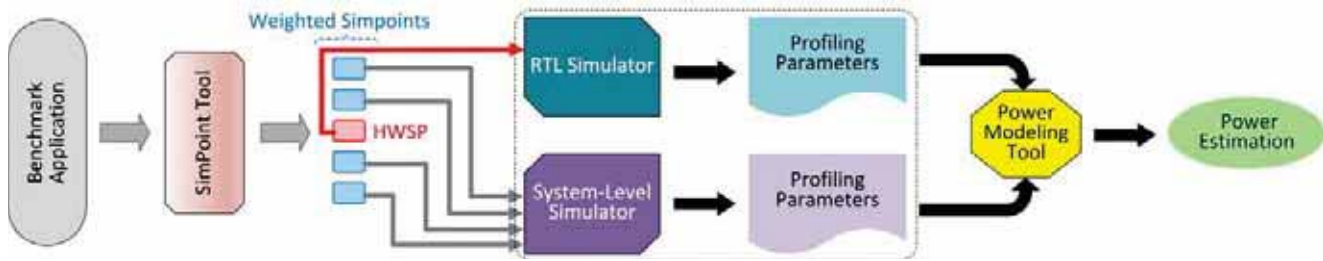 Benchmark
Application
SimPoint Tool
Weighted Simpoints
HWSP
RTL Simulator
Profiling
Parameters
System-Level
Simulator
Profiling
Parameters
Power
Modeling
Tool
Power
Estimation